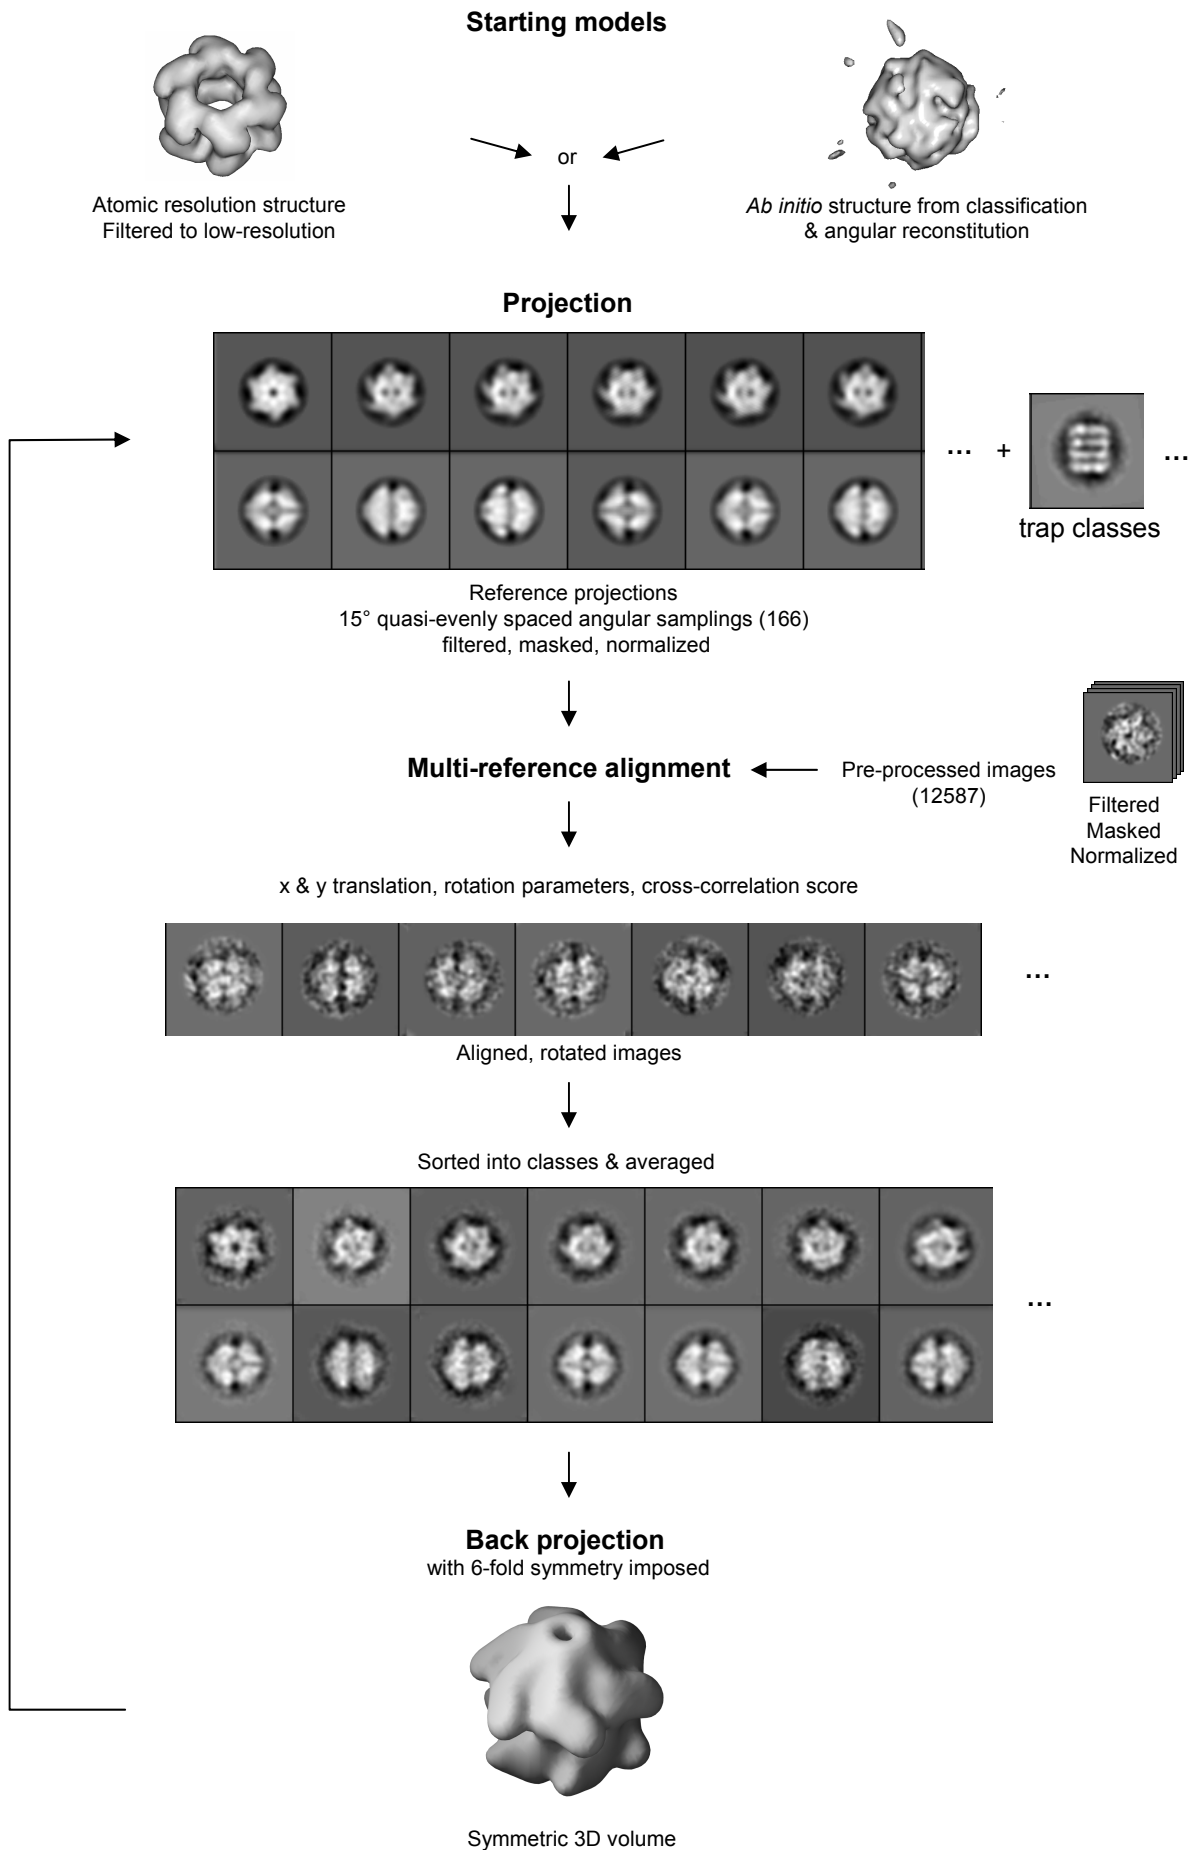 Starting models
or
Atomic resolution structure
Filtered to low-resolution
Ab initio structure from classification
& angular reconstitution
Projection
... + ...
trap classes
Reference projections
15° quasi-evenly spaced angular samplings (166)
filtered, masked, normalized
Multi-reference alignment
Pre-processed images
(12587)
Filtered
Masked
Normalized
x & y translation, rotation parameters, cross-correlation score
...
Aligned, rotated images
Sorted into classes & averaged
...
Back projection
with 6-fold symmetry imposed
Symmetric 3D volume